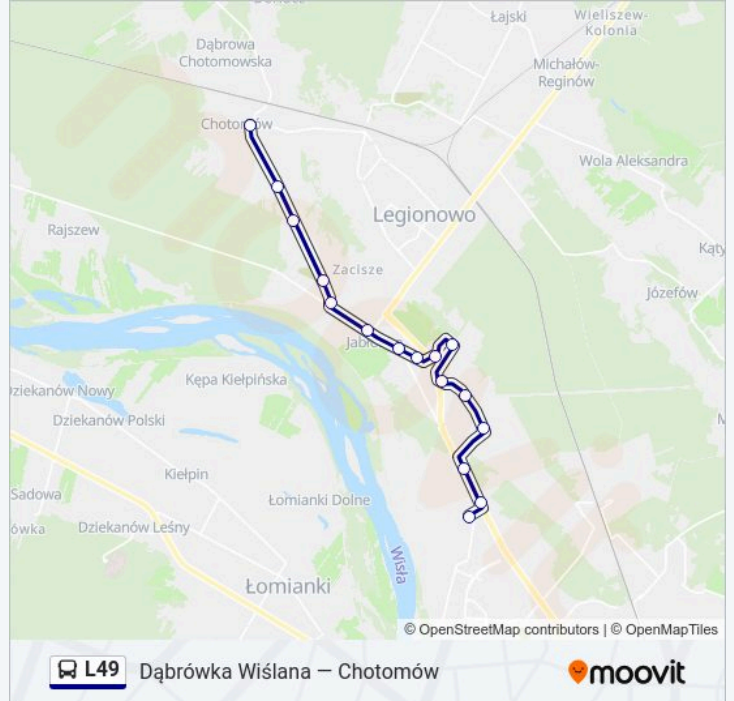 Łajski
Wieliszew-
Kolonia
Dąbrowa
Chotomowska
Michałów-
Reginów
Chotomów
Wola Aleksandra
Legionowo
Rajszew
Kąty
Zacisze
Józefów
Kępa Kiełpińska
Dziekanów Nowy
Dziekanów Polski
Kiełpin
Sadowa
Łomianki Dolne
Dziekanów Leśny
Wisła
Łomianki
© OpenStreetMap contributors | © OpenMapTiles
L49 Dąbrówka Wiślana — Chotomów moovit